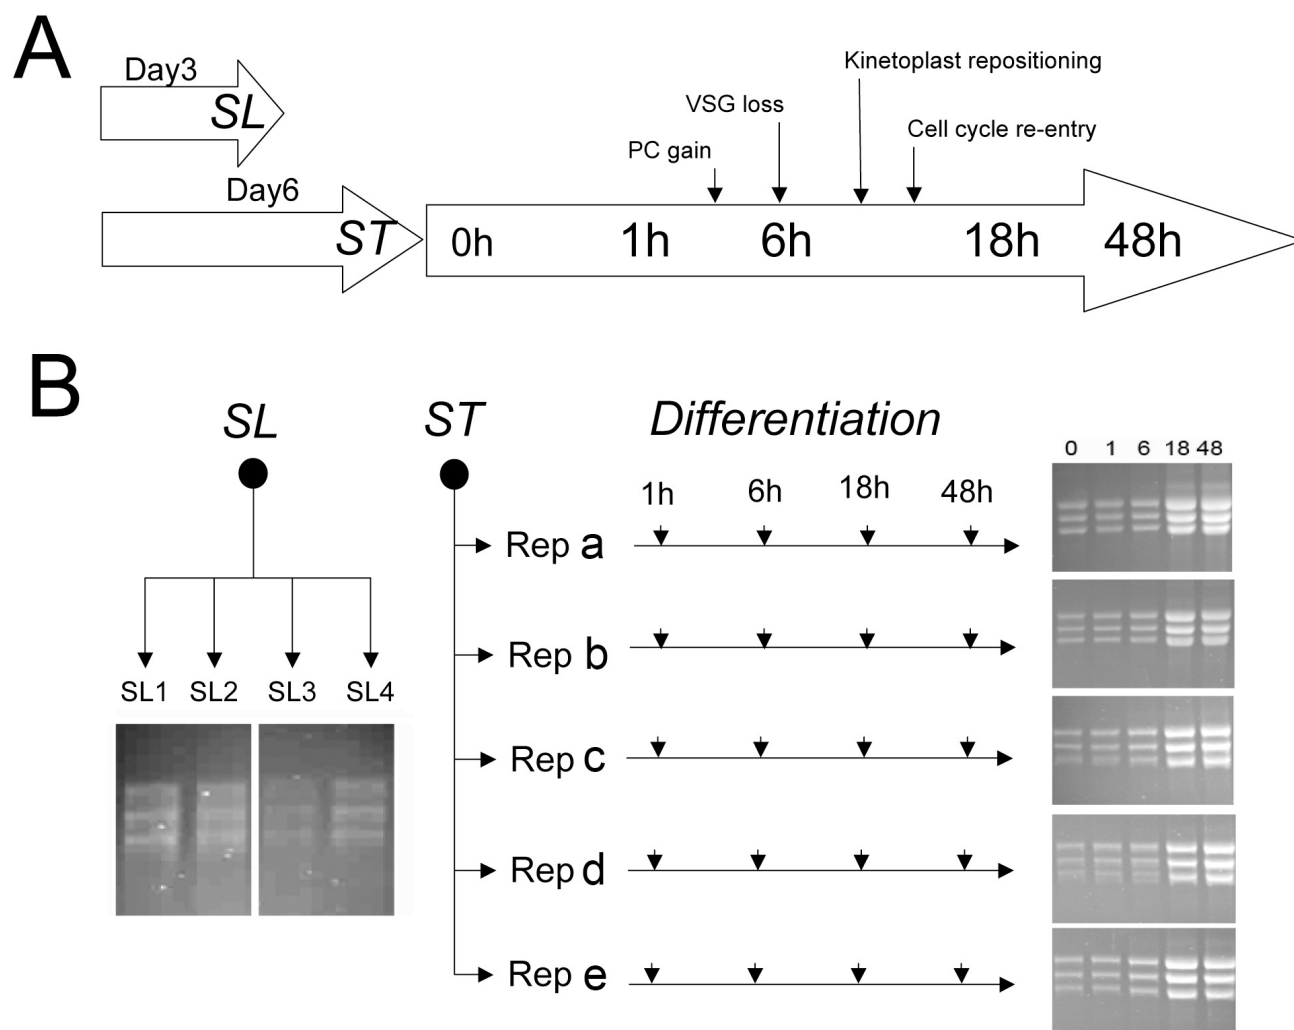 A
Day3
SL
Kinetoplast repositioning
VSG loss
Cell cycle re-entry
PC gain
Day6
ST
0h 1h 6h 18h 48h
B
SL ST Differentiation
0 1 6 18 48
1h 6h 18h 48h
Rep a
Rep b
SL1 SL2 SL3 SL4
Rep c
Rep d
Rep e